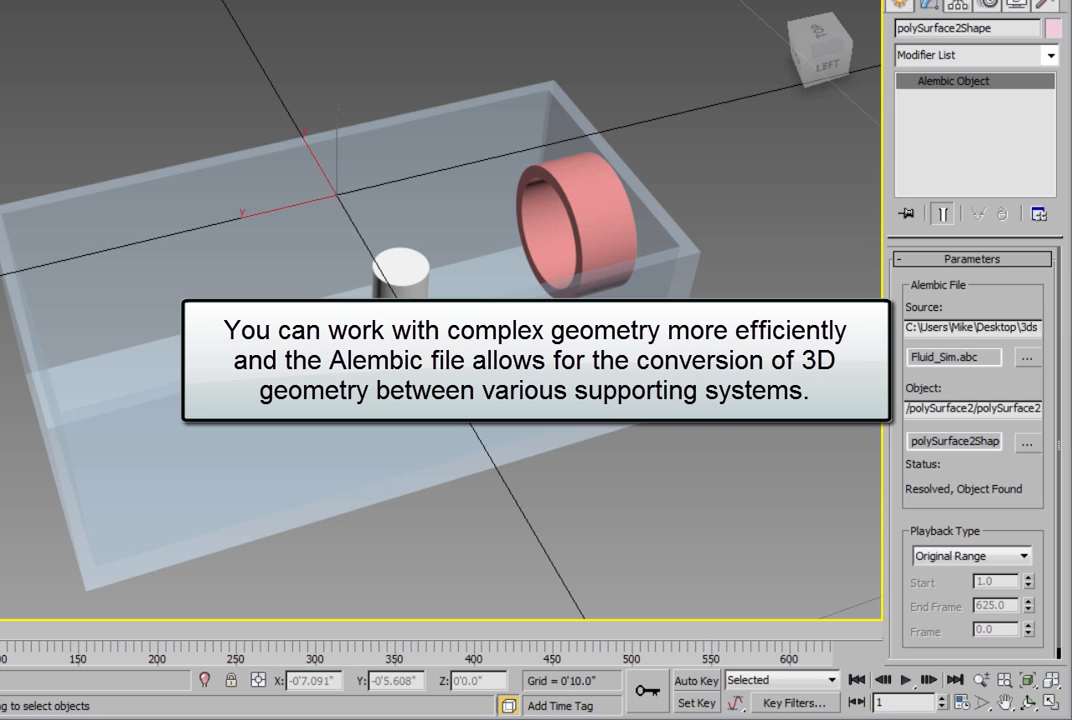 polySurface2Shape
Modifier List
Alembic Object
TOP
LEFT
x
y
z
You can work with complex geometry more efficiently
and the Alembic file allows for the conversion of 3D
geometry between various supporting systems.
- Parameters
Alembic File
Source:
C:\Users\Mike\Desktop\3ds
Fluid_Sim.abc ...
Object:
/polySurface2/polySurface2
polySurface2Shap ...
Status:
Resolved, Object Found
Playback Type
Original Range
Start 1.0
End Frame 625.0
Frame 0.0
150 200 250 300 350 400 450 500 550 600
X: -0'7.091" Y: -0'5.608" Z: 0'0.0" Grid = 0'10.0" Auto Key Selected
g to select objects Add Time Tag Set Key Key Filters... 1